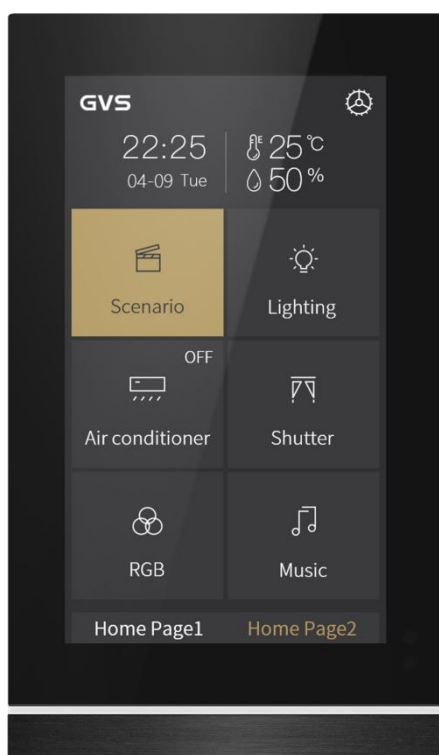 GVS
22:25
04-09 Tue
E 25 °C
50 %
Scenario
Lighting
OFF
Air conditioner
Shutter
RGB
Music
Home Page1
Home Page2